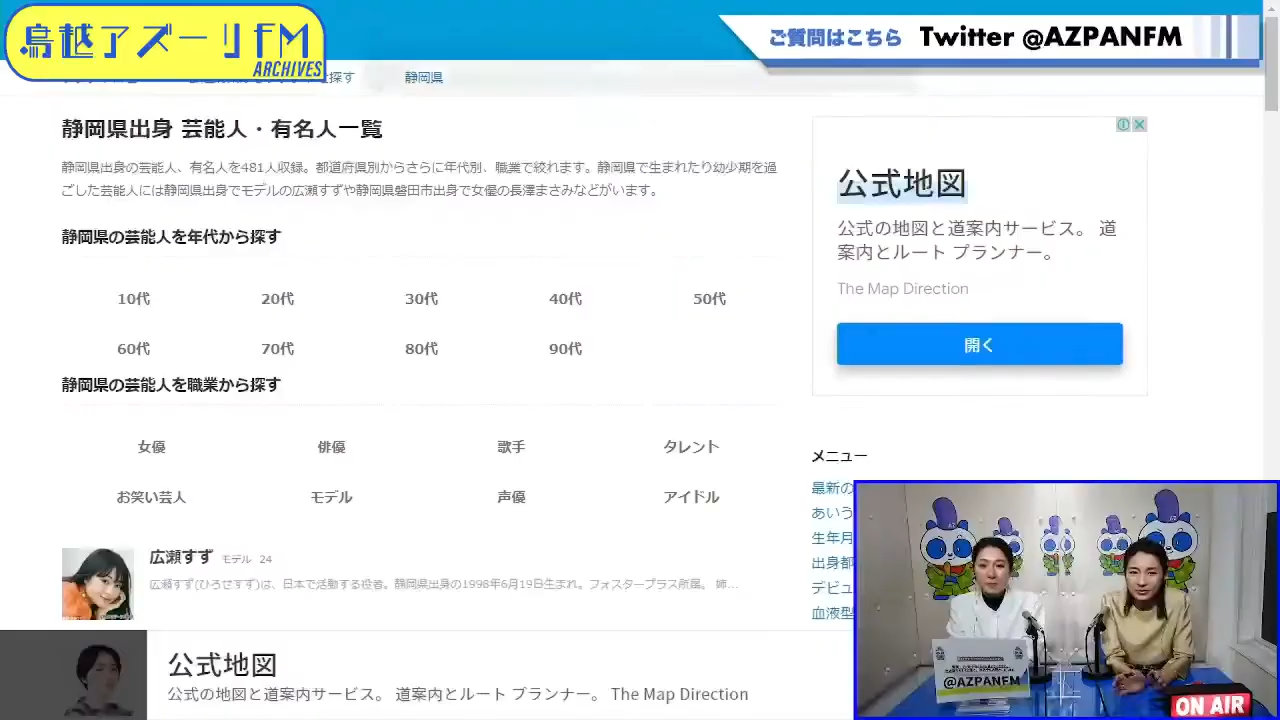 鳥越アズーリFM
ARCHIVES
ご質問はこちら Twitter @AZPANFM
静岡県
静岡県出身 芸能人・有名人一覧
静岡県出身の芸能人、有名人を481人収録。都道府県別からさらに年代別、職業で絞れます。静岡県で生まれたり幼少期を過
ごした芸能人には静岡県出身でモデルの広瀬すずや静岡県磐田市出身で女優の長澤まさみなどがいます。
静岡県の芸能人を年代から探す
10代 20代 30代 40代 50代
60代 70代 80代 90代
静岡県の芸能人を職業から探す
女優 俳優 歌手 タレント
お笑い芸人 モデル 声優 アイドル
広瀬すず モデル 24
広瀬すず(ひろせすず)は、日本で活動する役者。静岡県出身の1998年6月19日生まれ。フォスタープラス所属。 姉...
公式地図
公式の地図と道案内サービス。 道
案内とルート プランナー。
The Map Direction
開く
メニュー
最新の
あいう
生年月
出身都
デビュ
血液型
公式地図
公式の地図と道案内サービス。 道案内とルート プランナー。 The Map Direction
@AZPANFM
ON AIR